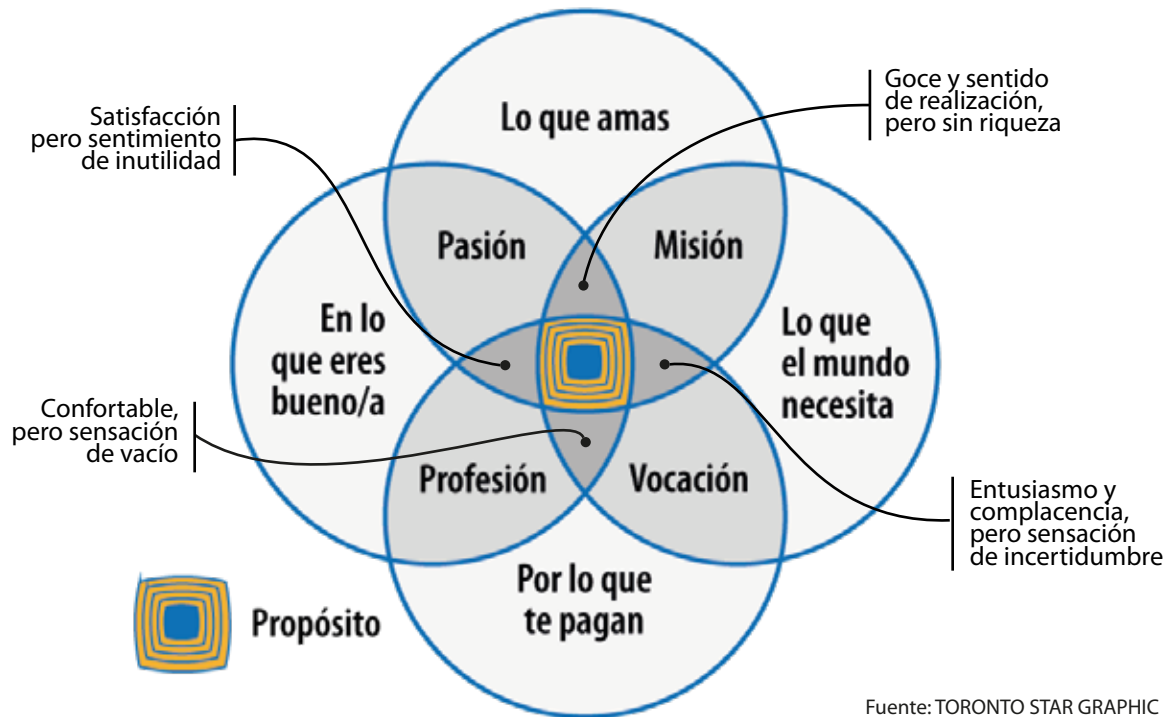 Lo que amas
Goce y sentido
de realización,
pero sin riqueza
Satisfacción
pero sentimiento
de inutilidad
Pasión
Misión
En lo
que eres
bueno/a
Lo que
el mundo
necesita
Confortable,
pero sensación
de vacío
Profesión
Vocación
Entusiasmo y
complacencia,
pero sensación
de incertidumbre
Por lo que
te pagan
Propósito
Fuente: TORONTO STAR GRAPHIC